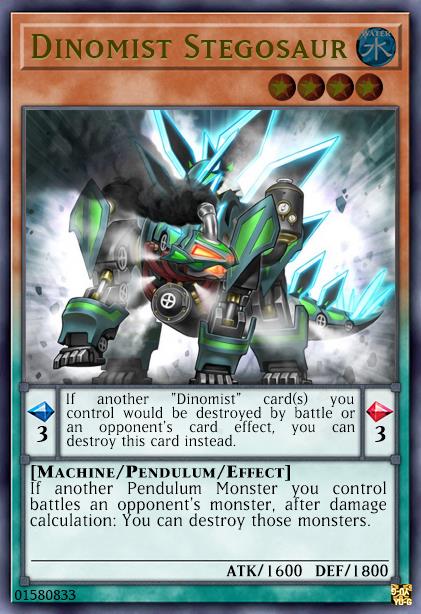 DINOMIST STEGOSAUR
WATER
水
If another "Dinomist" card(s) you
control would be destroyed by battle or
an opponent's card effect, you can
destroy this card instead.
3
3
[MACHINE/PENDULUM/EFFECT]
If another Pendulum Monster you control
battles an opponent's monster, after damage
calculation: You can destroy those monsters.
ATK/1600 DEF/1800
01580833